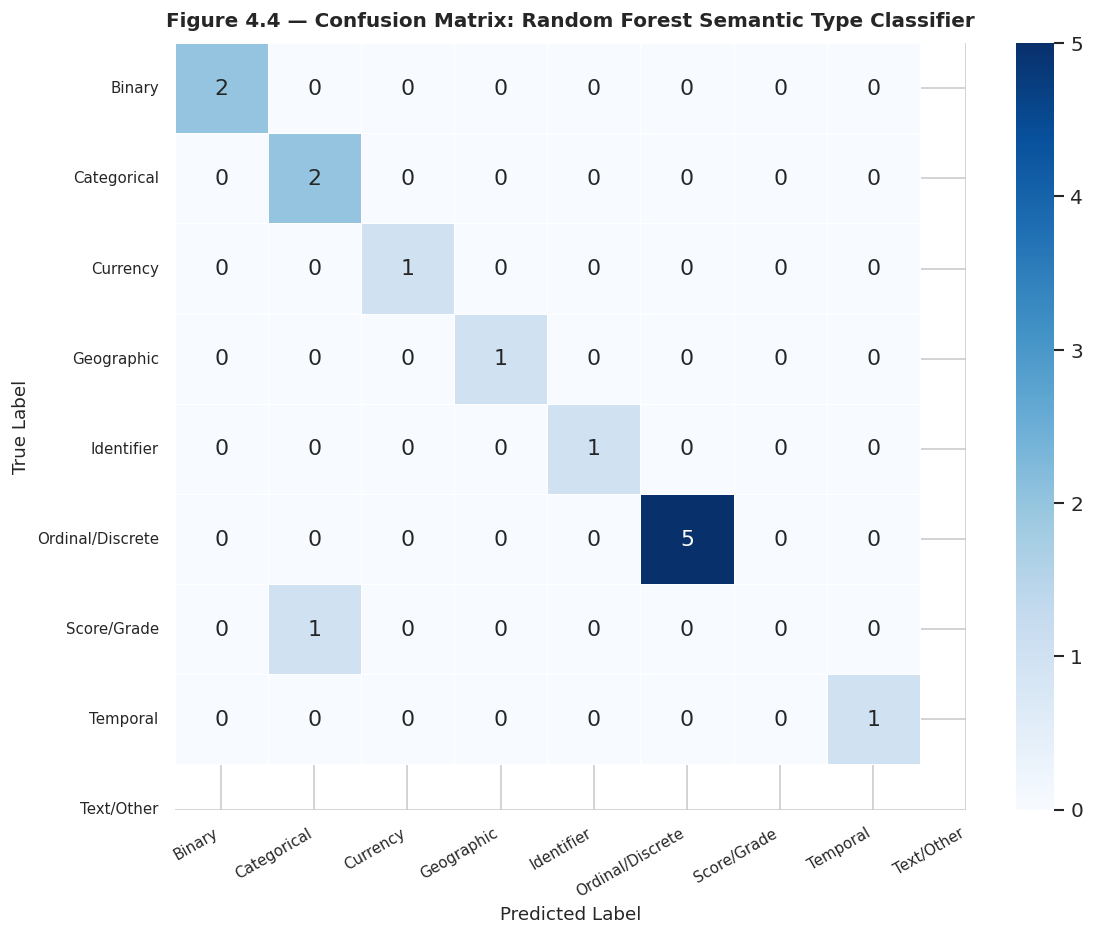 Figure 4.4 — Confusion Matrix: Random Forest Semantic Type Classifier
Binary 2 0 0 0 0 0 0 0
Categorical 0 2 0 0 0 0 0 0
Currency 0 0 1 0 0 0 0 0
Geographic 0 0 0 1 0 0 0 0
Identifier 0 0 0 0 1 0 0 0
Ordinal/Discrete 0 0 0 0 0 5 0 0
Score/Grade 0 1 0 0 0 0 0 0
Temporal 0 0 0 0 0 0 0 1
Text/Other
True Label
Binary Categorical Currency Geographic Identifier Ordinal/Discrete Score/Grade Temporal Text/Other
Predicted Label
5
4
3
2
1
0